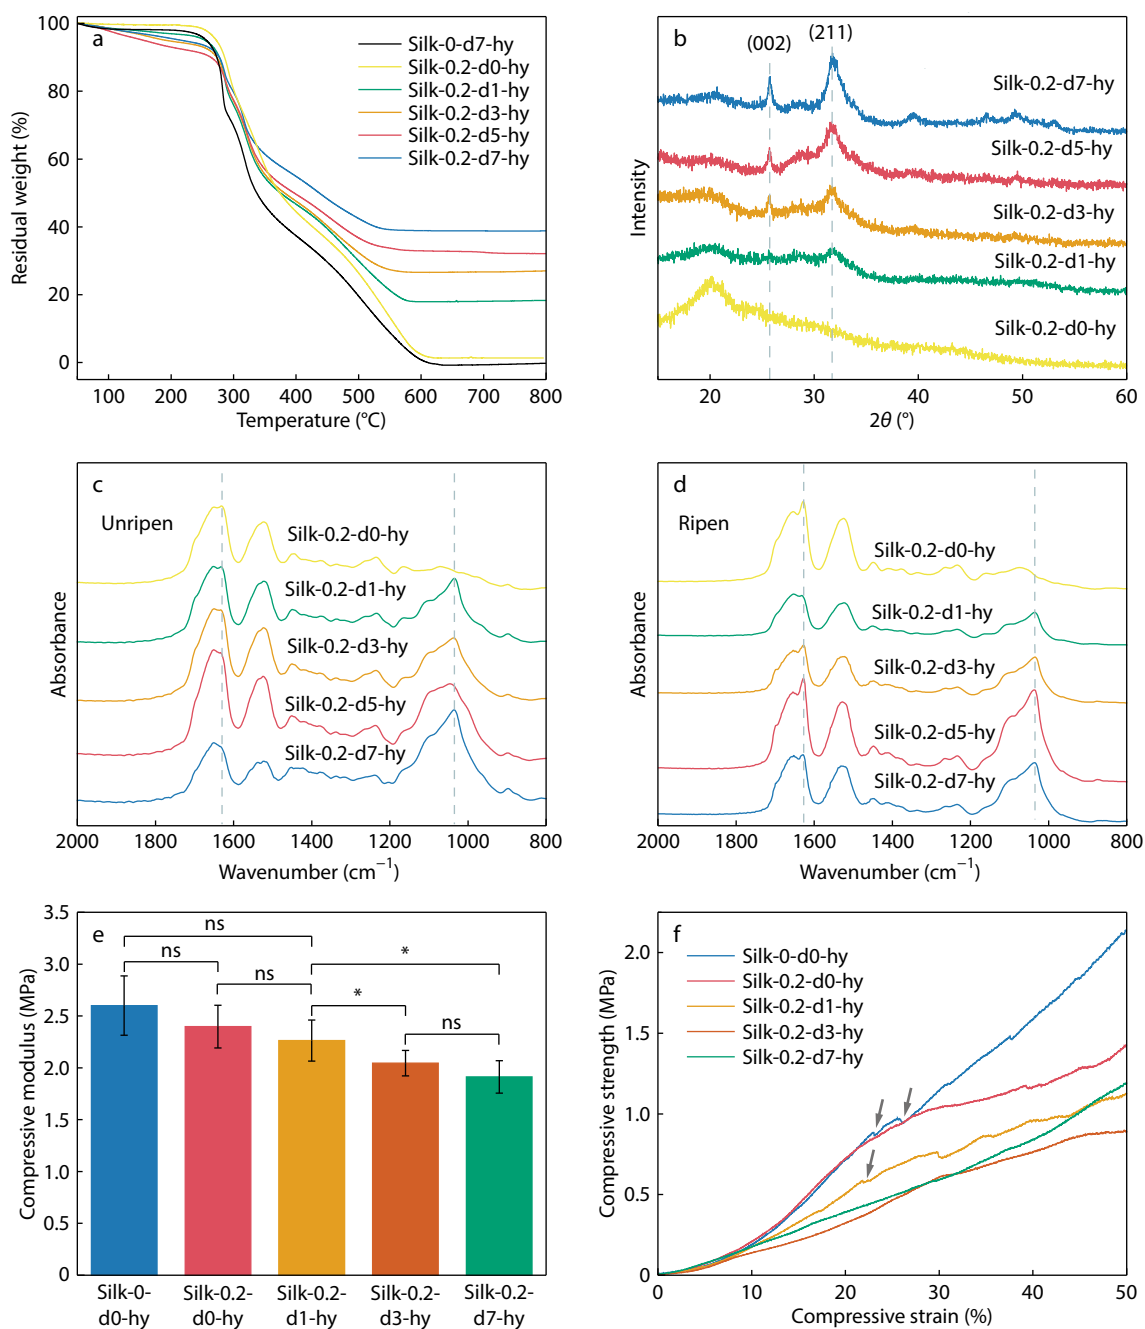 a
Residual weight (%)
100
80
60
40
20
0
Silk-0-d7-hy
Silk-0.2-d0-hy
Silk-0.2-d1-hy
Silk-0.2-d3-hy
Silk-0.2-d5-hy
Silk-0.2-d7-hy
100 200 300 400 500 600 700 800
Temperature (°C)
b
Intensity
(002)
(211)
Silk-0.2-d7-hy
Silk-0.2-d5-hy
Silk-0.2-d3-hy
Silk-0.2-d1-hy
Silk-0.2-d0-hy
20 30 40 50 60
2θ (°)
c
Unripen
Absorbance
Silk-0.2-d0-hy
Silk-0.2-d1-hy
Silk-0.2-d3-hy
Silk-0.2-d5-hy
Silk-0.2-d7-hy
2000 1800 1600 1400 1200 1000 800
Wavenumber (cm⁻¹)
d
Ripen
Absorbance
Silk-0.2-d0-hy
Silk-0.2-d1-hy
Silk-0.2-d3-hy
Silk-0.2-d5-hy
Silk-0.2-d7-hy
2000 1800 1600 1400 1200 1000 800
Wavenumber (cm⁻¹)
e
Compressive modulus (MPa)
3.5
3.0
2.5
2.0
1.5
1.0
0.5
0
ns
ns
ns
*
*
ns
Silk-0-
d0-hy
Silk-0.2-
d0-hy
Silk-0.2-
d1-hy
Silk-0.2-
d3-hy
Silk-0.2-
d7-hy
f
Compressive strength (MPa)
2.0
1.5
1.0
0.5
0
Silk-0-d0-hy
Silk-0.2-d0-hy
Silk-0.2-d1-hy
Silk-0.2-d3-hy
Silk-0.2-d7-hy
0 10 20 30 40 50
Compressive strain (%)